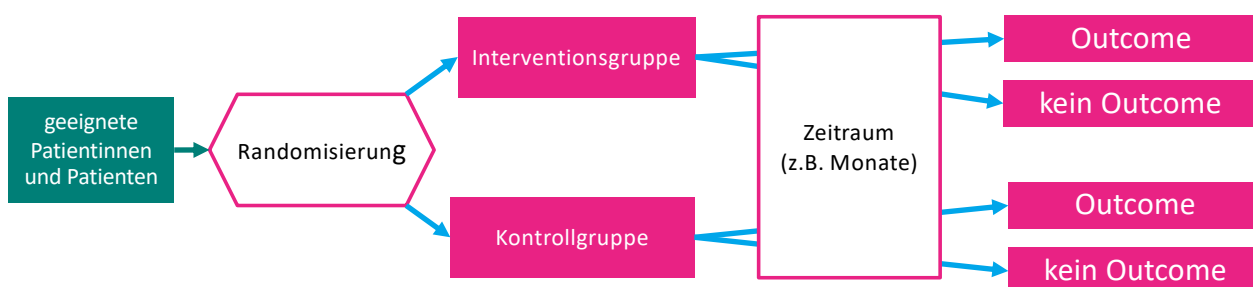 geeignete
Patientinnen
und Patienten
Randomisierung
Interventionsgruppe
Kontrollgruppe
Zeitraum
(z.B. Monate)
Outcome
kein Outcome
Outcome
kein Outcome